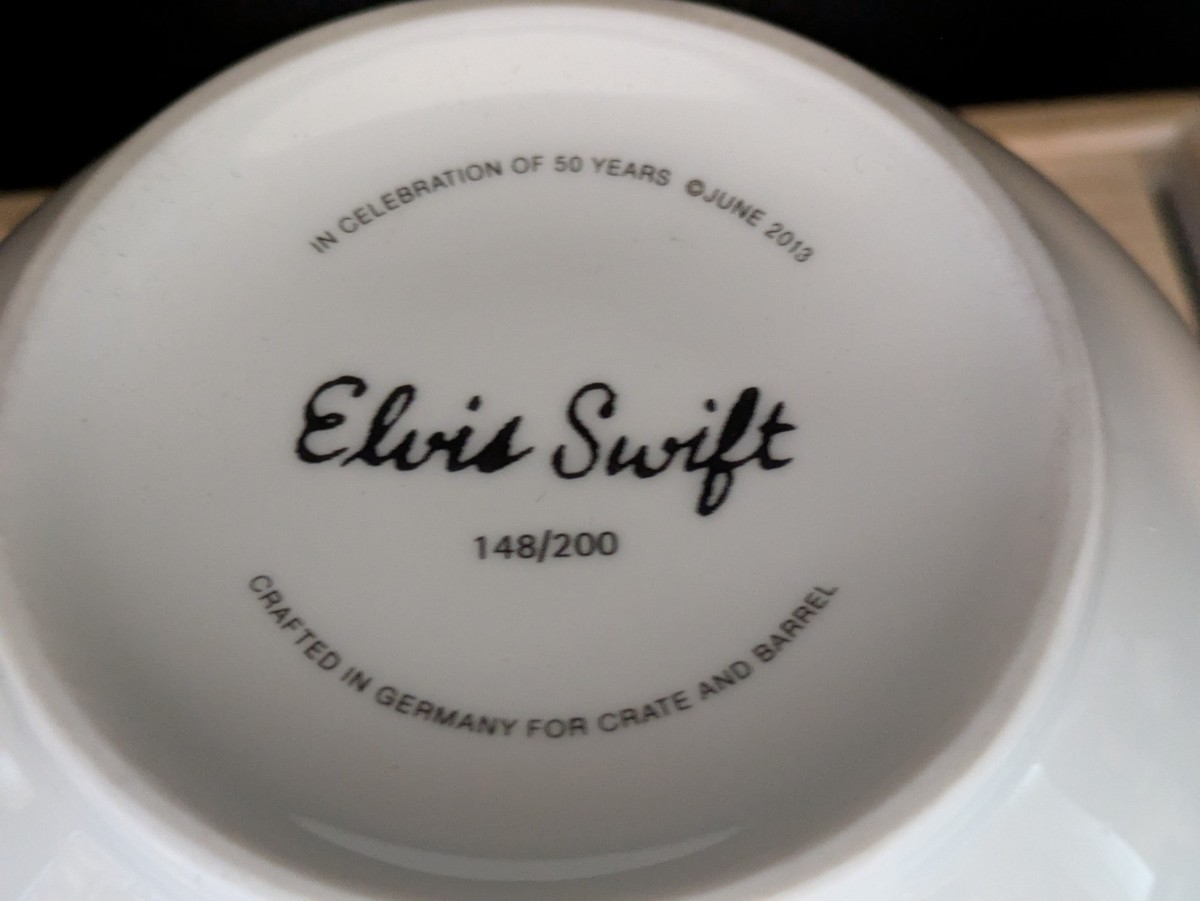 IN CELEBRATION OF 50 YEARS ©JUNE 2013
Elvis Swift
148/200
CRAFTED IN GERMANY FOR CRATE AND BARREL